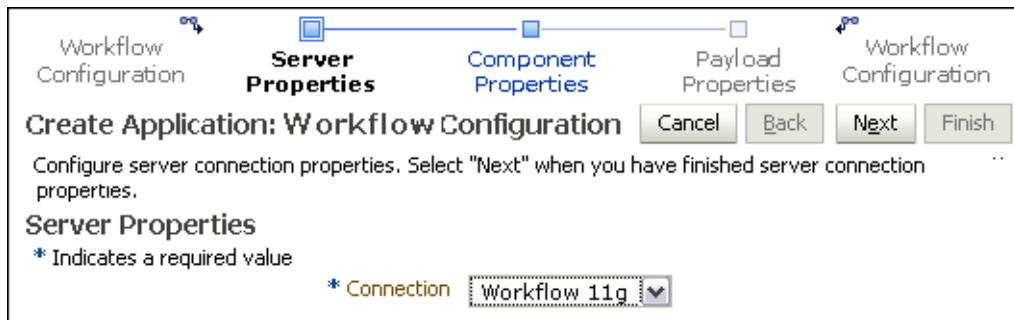 Workflow
Configuration
Server
Properties
Component
Properties
Payload
Properties
Workflow
Configuration
Create Application: Workflow Configuration
Cancel
Back
Next
Finish
Configure server connection properties. Select "Next" when you have finished server connection
properties.
Server Properties
* Indicates a required value
* Connection
Workflow 11g